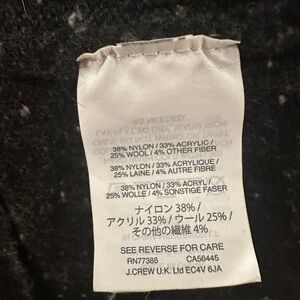 38% NYLON / 33% ACRYLIC /
25% WOOL / 4% OTHER FIBER
38% NYLON / 33% ACRYLIQUE /
25% LAINE / 4% AUTRE FIBRE
38% NYLON / 33% ACRYL /
25% WOLLE / 4% SONSTIGE FASER
ナイロン 38% /
アクリル 33% / ウール 25% /
その他の繊維 4%
SEE REVERSE FOR CARE
RN77388 CA56445
J.CREW U.K. Ltd EC4V 6JA